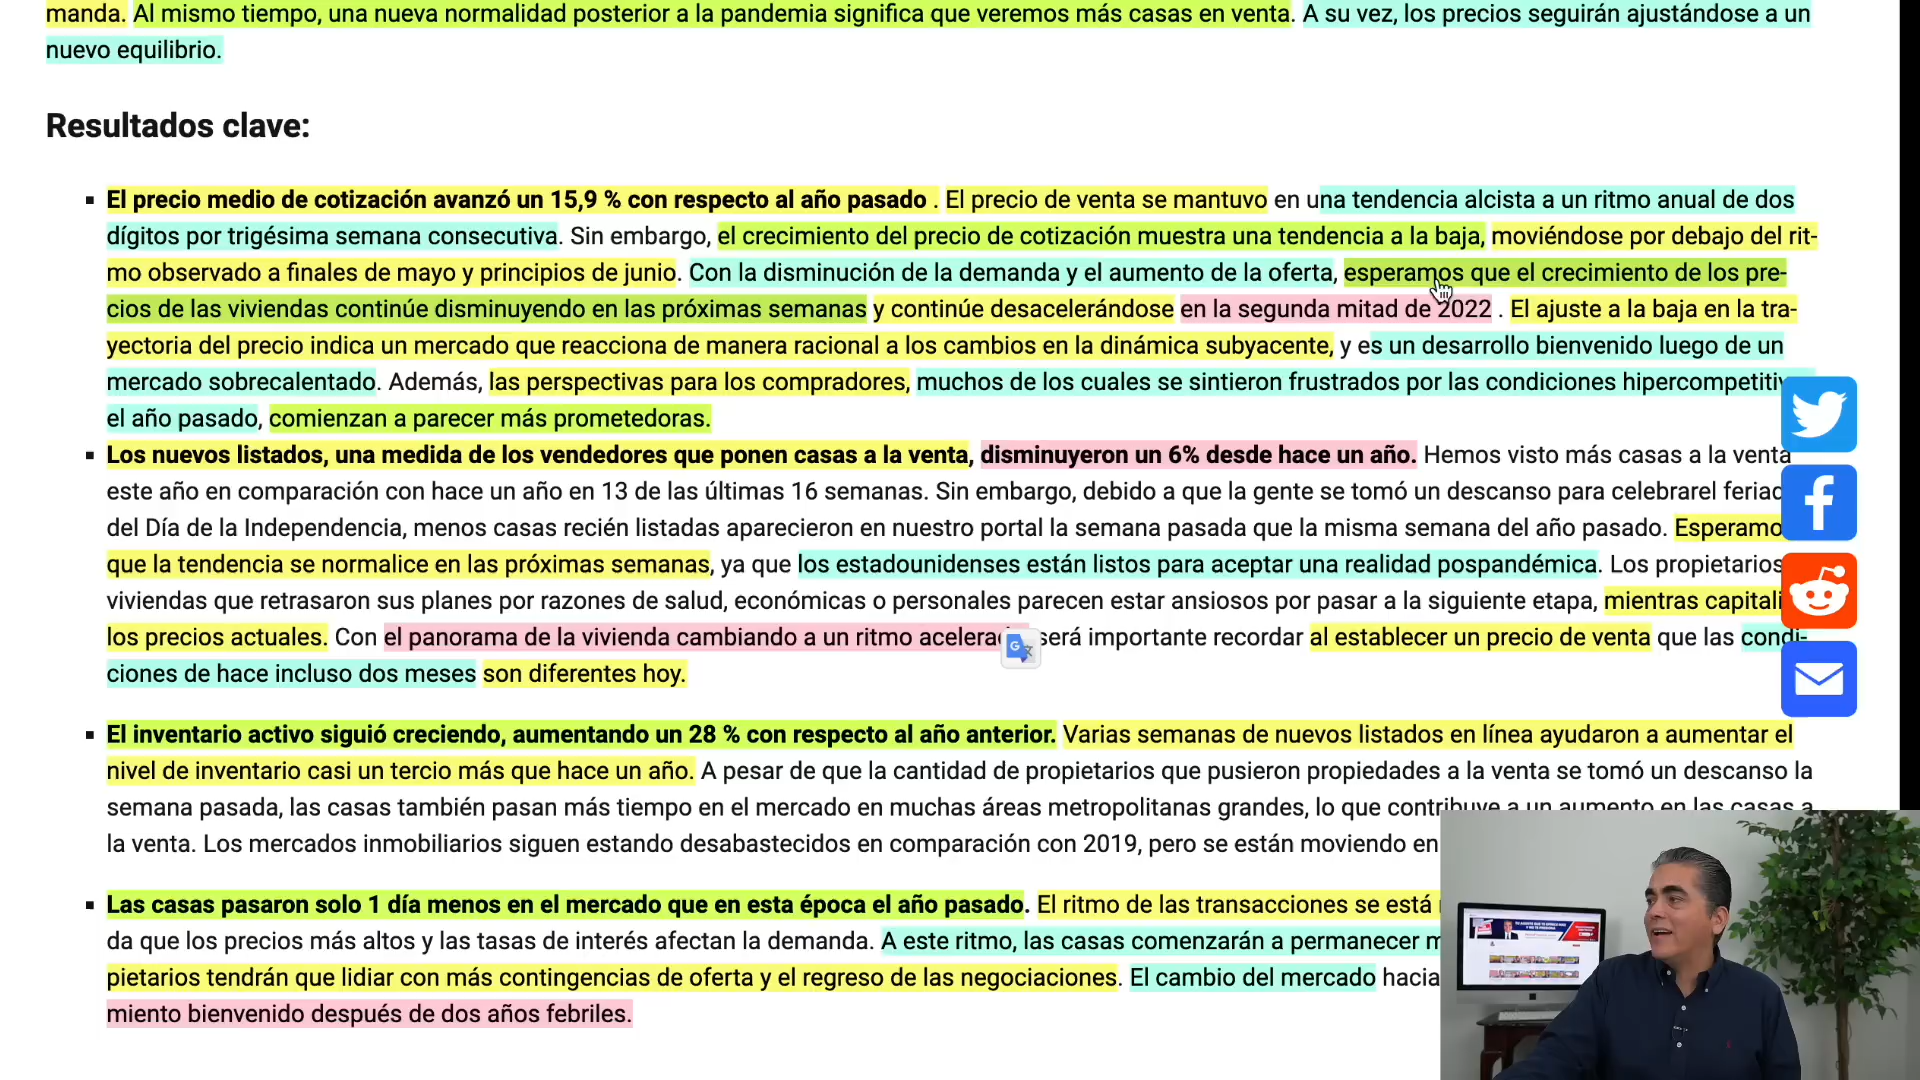 manda. Al mismo tiempo, una nueva normalidad posterior a la pandemia significa que veremos más casas en venta. A su vez, los precios seguirán ajustándose a un
nuevo equilibrio.
Resultados clave:
El precio medio de cotización avanzó un 15,9 % con respecto al año pasado . El precio de venta se mantuvo en una tendencia alcista a un ritmo anual de dos
dígitos por trigésima semana consecutiva. Sin embargo, el crecimiento del precio de cotización muestra una tendencia a la baja, moviéndose por debajo del rit-
mo observado a finales de mayo y principios de junio. Con la disminución de la demanda y el aumento de la oferta, esperamos que el crecimiento de los pre-
cios de las viviendas continúe disminuyendo en las próximas semanas y continúe desacelerándose en la segunda mitad de 2022 . El ajuste a la baja en la tra-
yectoria del precio indica un mercado que reacciona de manera racional a los cambios en la dinámica subyacente, y es un desarrollo bienvenido luego de un
mercado sobrecalentado. Además, las perspectivas para los compradores, muchos de los cuales se sintieron frustrados por las condiciones
el año pasado, comienzan a parecer más prometedoras.
Los nuevos listados, una medida de los vendedores que ponen casas a la venta, disminuyeron un 6% desde hace un año. Hemos visto más casas a la venta
este año en comparación con hace un año en 13 de las últimas 16 semanas. Sin embargo, debido a que la gente se tomó un descanso para celebrarel
del Día de la Independencia, menos casas recién listadas aparecieron en nuestro portal la semana pasada que la misma semana del año pasado.
que la tendencia se normalice en las próximas semanas, ya que los estadounidenses están listos para aceptar una realidad pospandémica. Los propietarios
viviendas que retrasaron sus planes por razones de salud, económicas o personales parecen estar ansiosos por pasar a la siguiente etapa, mientras
los precios actuales. Con el panorama de la vivienda cambiando a un ritmo será importante recordar al establecer un precio de venta que las condi-
ciones de hace incluso dos meses son diferentes hoy.
El inventario activo siguió creciendo, aumentando un 28 % con respecto al año anterior. Varias semanas de nuevos listados en línea ayudaron a aumentar el
nivel de inventario casi un tercio más que hace un año. A pesar de que la cantidad de propietarios que pusieron propiedades a la venta se tomó un descanso la
semana pasada, las casas también pasan más tiempo en el mercado en muchas áreas metropolitanas grandes, lo que contribuye a un aumento en las casas a
la venta. Los mercados inmobiliarios siguen estando desabastecidos en comparación con 2019, pero se están moviendo en
Las casas pasaron solo 1 día menos en el mercado que en esta época el año pasado. El ritmo de las transacciones se está
da que los precios más altos y las tasas de interés afectan la demanda. A este ritmo, las casas comenzarán a permanecer
pietarios tendrán que lidiar con más contingencias de oferta y el regreso de las negociaciones. El cambio del mercado hacia
miento bienvenido después de dos años febriles.